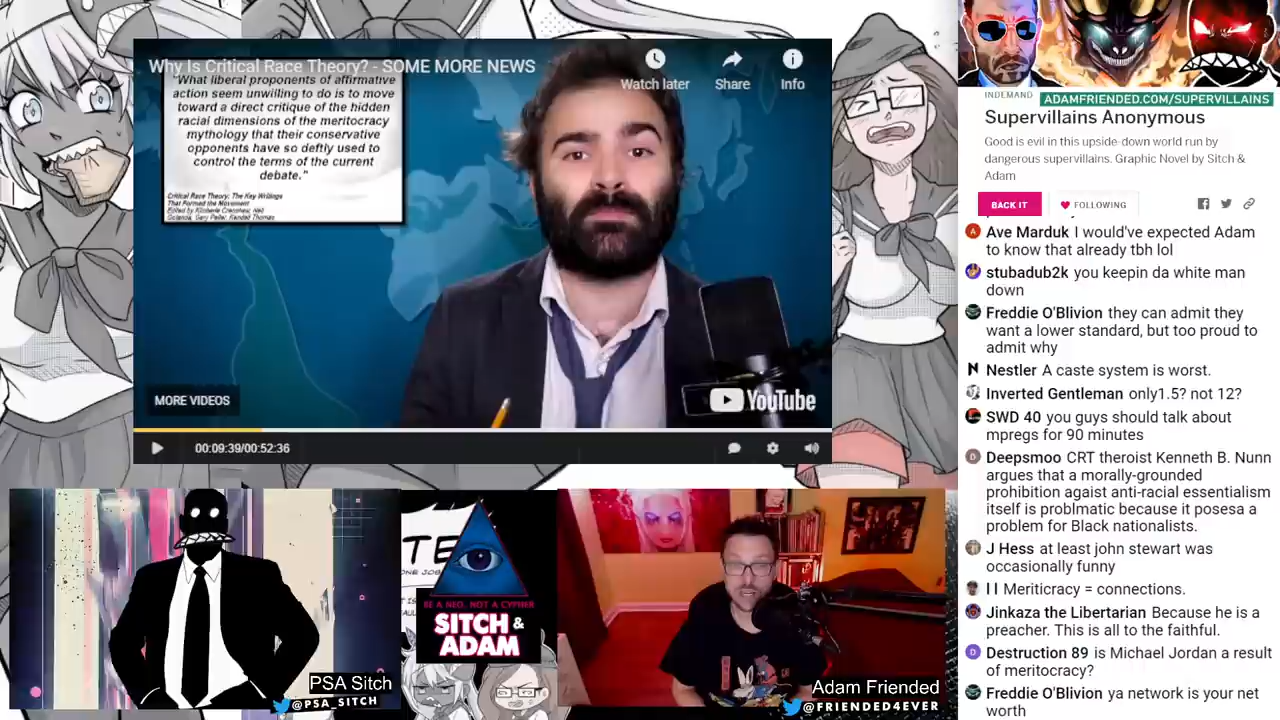 Why Is Critical Race Theory? - SOME MORE NEWS
Watch later
Share
Info
"What liberal proponents of affirmative
action seem unwilling to do is to move
toward a direct critique of the hidden
racial dimensions of the meritocracy
mythology that their conservative
opponents have so deftly used to
control the terms of the current
debate."
Critical Race Theory: The Key Writings
That Formed the Movement
Edited by Kimberle Crenshaw, Neil
Gotanda, Gary Peller, Kendall Thomas
MORE VIDEOS
YouTube
00:09:39/00:52:36
INDEMAND
ADAMFRIENDED.COM/SUPERVILLAINS
Supervillains Anonymous
Good is evil in this upside-down world run by
dangerous supervillains. Graphic Novel by Sitch &
Adam
BACK IT
FOLLOWING
Ave Marduk I would've expected Adam
to know that already tbh lol
stubadub2k you keepin da white man
down
Freddie O'Blivion they can admit they
want a lower standard, but too proud to
admit why
Nestler A caste system is worst.
Inverted Gentleman only1.5? not 12?
SWD 40 you guys should talk about
mpregs for 90 minutes
Deepsmoo CRT theroist Kenneth B. Nunn
argues that a morally-grounded
prohibition agaist anti-racial essentialism
itself is problmatic because it posesa a
problem for Black nationalists.
J Hess at least john stewart was
occasionally funny
I I Meriticracy = connections.
Jinkaza the Libertarian Because he is a
preacher. This is all to the faithful.
Destruction 89 is Michael Jordan a result
of meritocracy?
Freddie O'Blivion ya network is your net
worth
PSA Sitch
@PSA_SITCH
BE A NEO, NOT A CYPHER
SITCH &
ADAM
Adam Friended
@FRIENDED4EVER